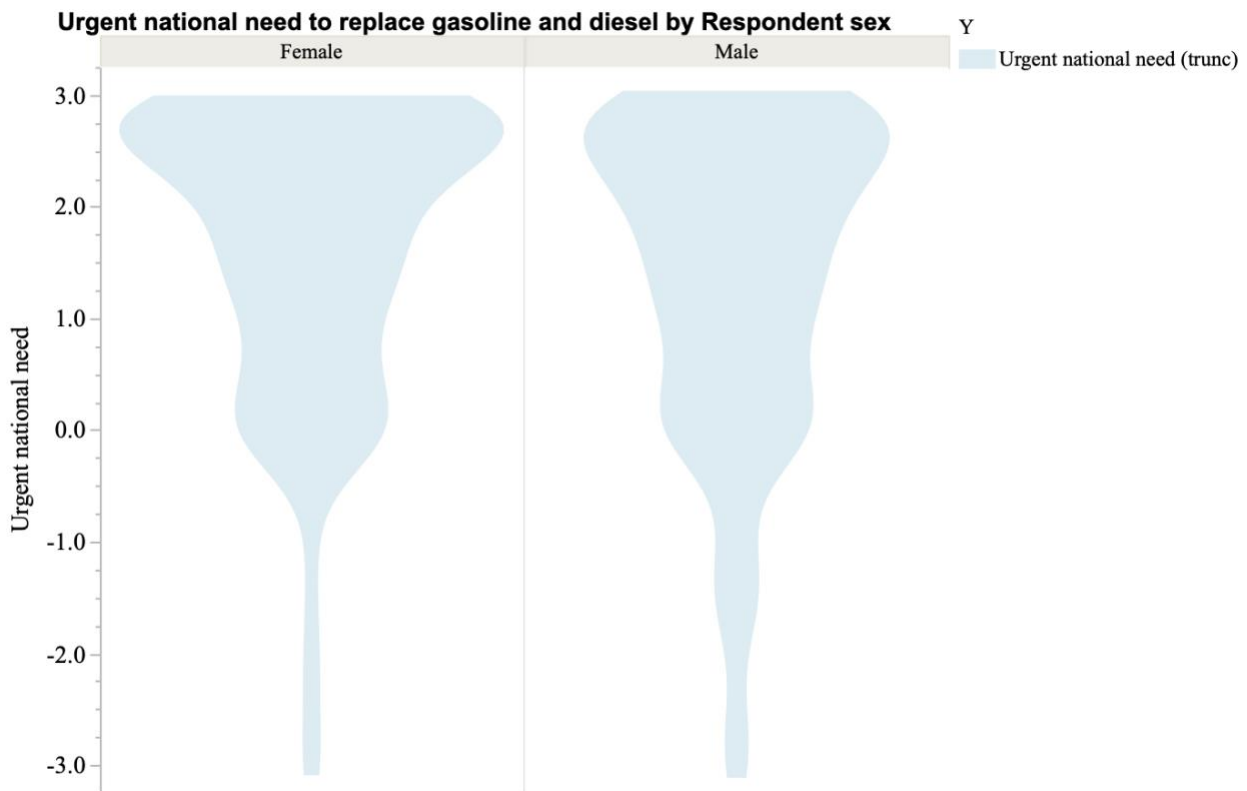 Urgent national need to replace gasoline and diesel by Respondent sex
Y
Urgent national need (trunc)
Female
Male
Urgent national need
3.0
2.0
1.0
0.0
-1.0
-2.0
-3.0